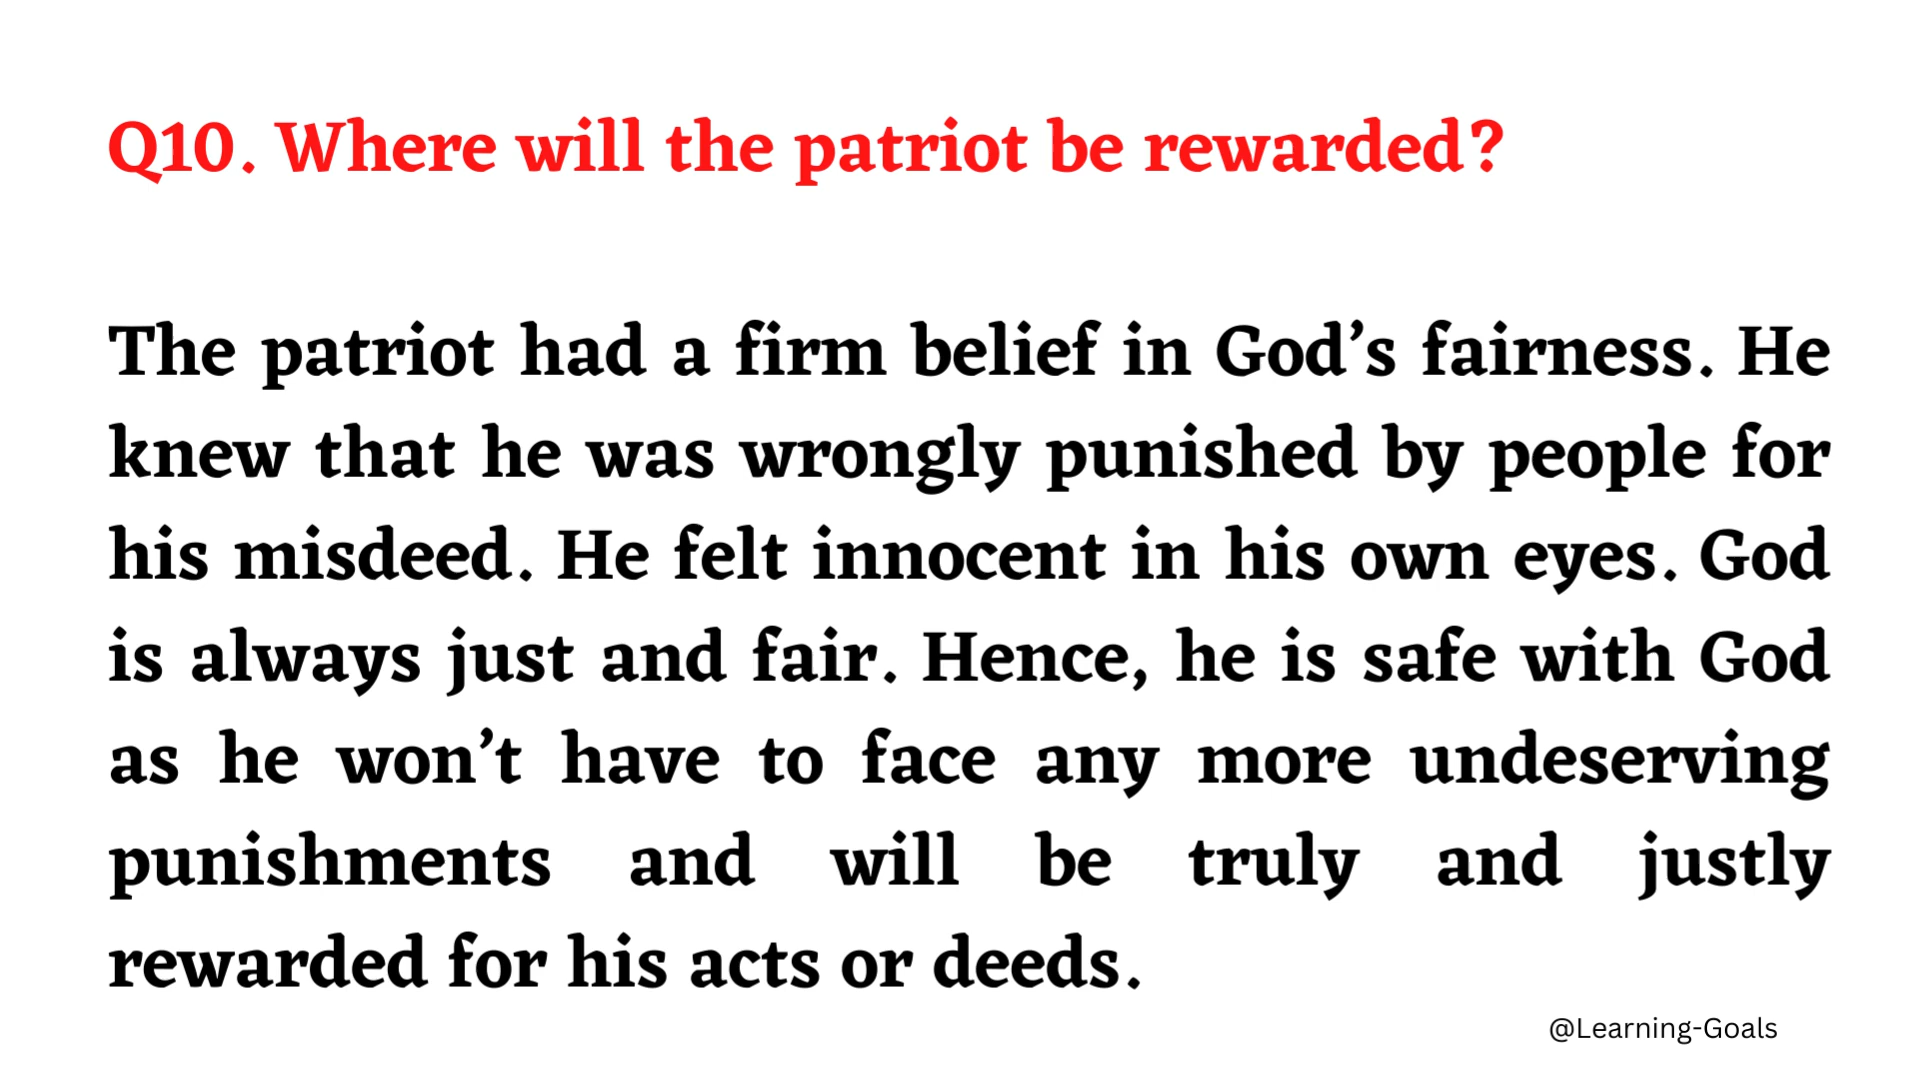 Q10. Where will the patriot be rewarded?
The patriot had a firm belief in God’s fairness. He
knew that he was wrongly punished by people for
his misdeed. He felt innocent in his own eyes. God
is always just and fair. Hence, he is safe with God
as he won’t have to face any more undeserving
punishments and will be truly and justly
rewarded for his acts or deeds.
@Learning-Goals